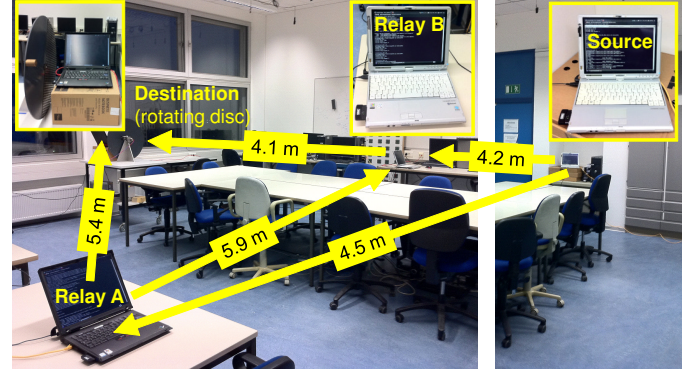 Relay B
Source
Destination
(rotating disc)
4.1 m
4.2 m
5.4 m
5.9 m
4.5 m
Relay A